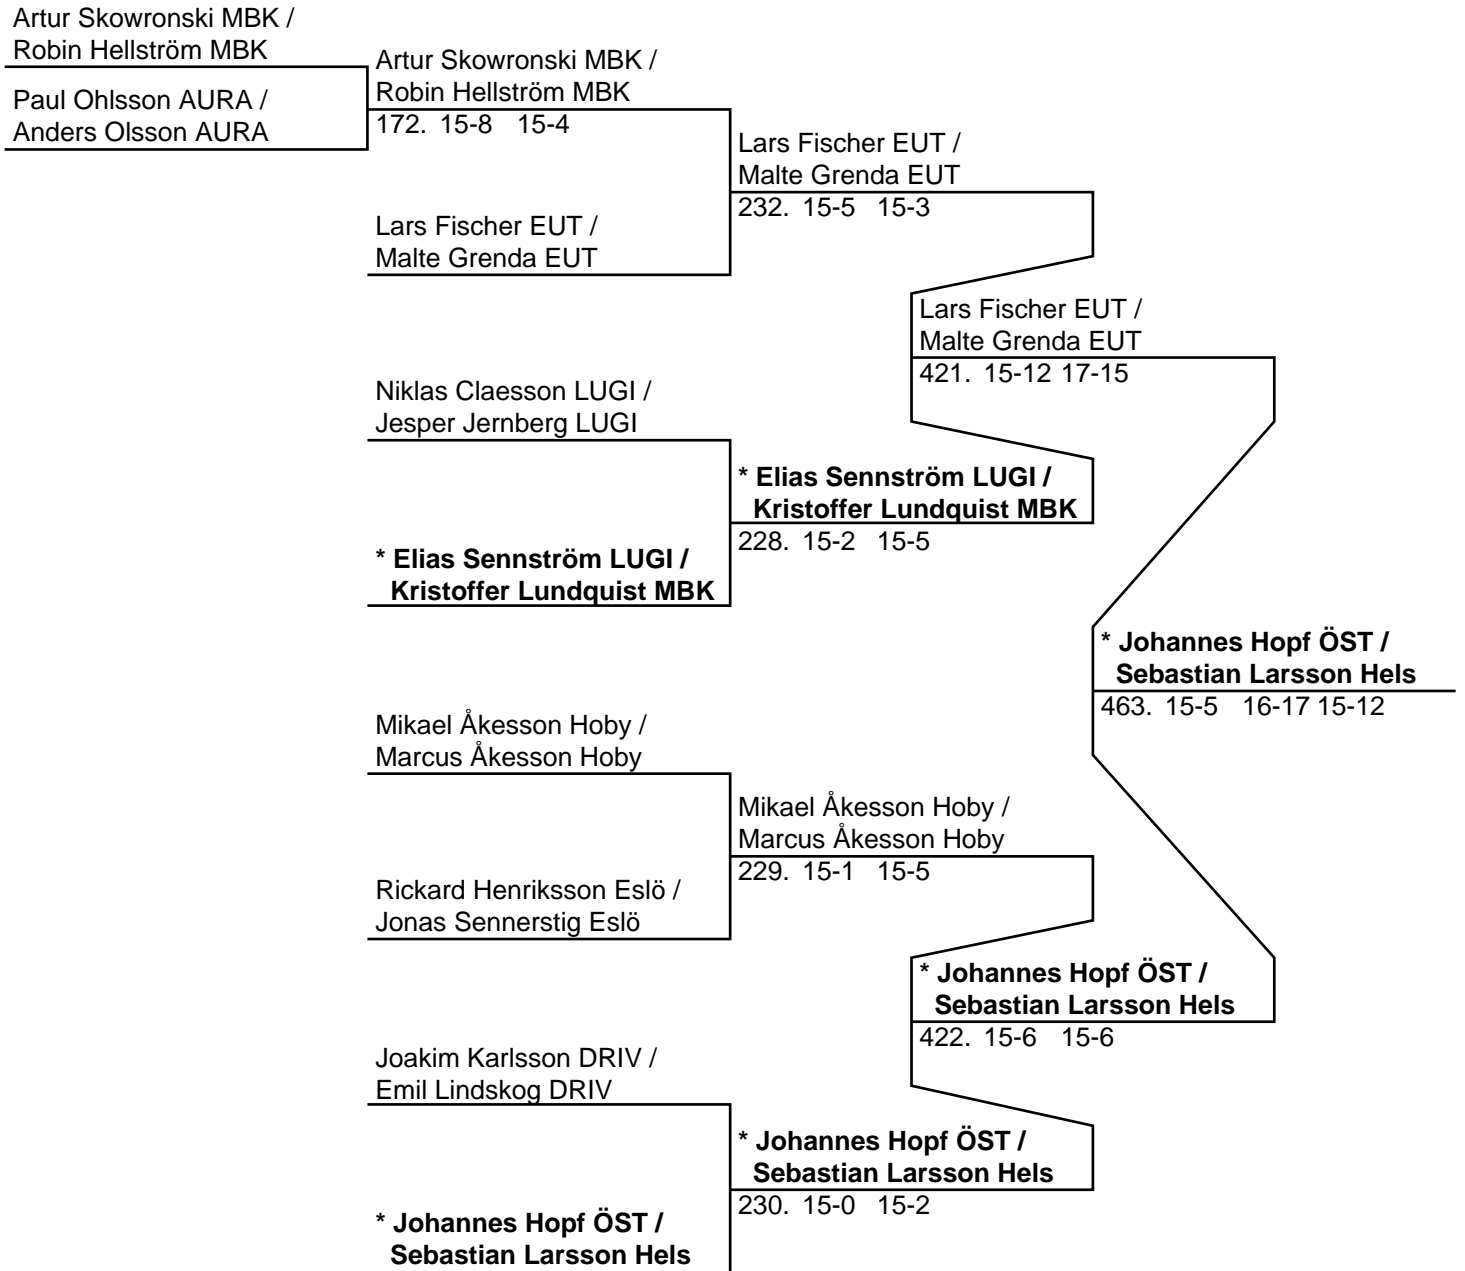 Artur Skowronski MBK /
Robin Hellström MBK
Paul Ohlsson AURA /
Anders Olsson AURA
Artur Skowronski MBK /
Robin Hellström MBK
172. 15-8 15-4
Lars Fischer EUT /
Malte Grenda EUT
Lars Fischer EUT /
Malte Grenda EUT
232. 15-5 15-3
Niklas Claesson LUGI /
Jesper Jernberg LUGI
* Elias Sennström LUGI /
Kristoffer Lundquist MBK
* Elias Sennström LUGI /
Kristoffer Lundquist MBK
228. 15-2 15-5
Lars Fischer EUT /
Malte Grenda EUT
421. 15-12 17-15
Mikael Åkesson Hoby /
Marcus Åkesson Hoby
Rickard Henriksson Eslö /
Jonas Sennerstig Eslö
Mikael Åkesson Hoby /
Marcus Åkesson Hoby
229. 15-1 15-5
Joakim Karlsson DRIV /
Emil Lindskog DRIV
* Johannes Hopf ÖST /
Sebastian Larsson Hels
* Johannes Hopf ÖST /
Sebastian Larsson Hels
230. 15-0 15-2
* Johannes Hopf ÖST /
Sebastian Larsson Hels
422. 15-6 15-6
* Johannes Hopf ÖST /
Sebastian Larsson Hels
463. 15-5 16-17 15-12